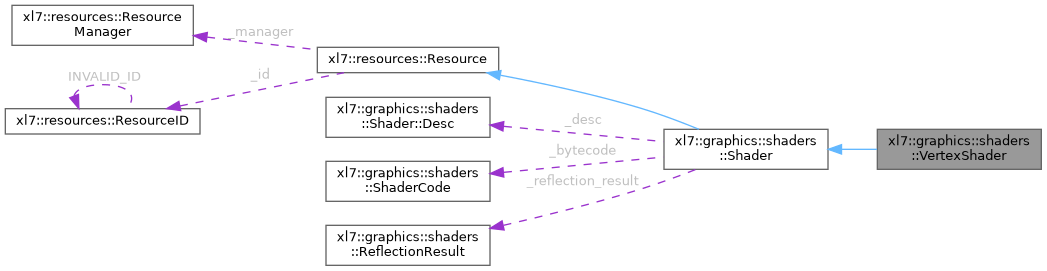 xl7::resources::Resource
Manager
_manager
xl7::resources::Resource
INVALID_ID
_id
xl7::resources::ResourceID
xl7::graphics::shaders
::Shader::Desc
_desc
xl7::graphics::shaders
::Shader
xl7::graphics::shaders
::VertexShader
_bytecode
xl7::graphics::shaders
::ShaderCode
_reflection_result
xl7::graphics::shaders
::ReflectionResult